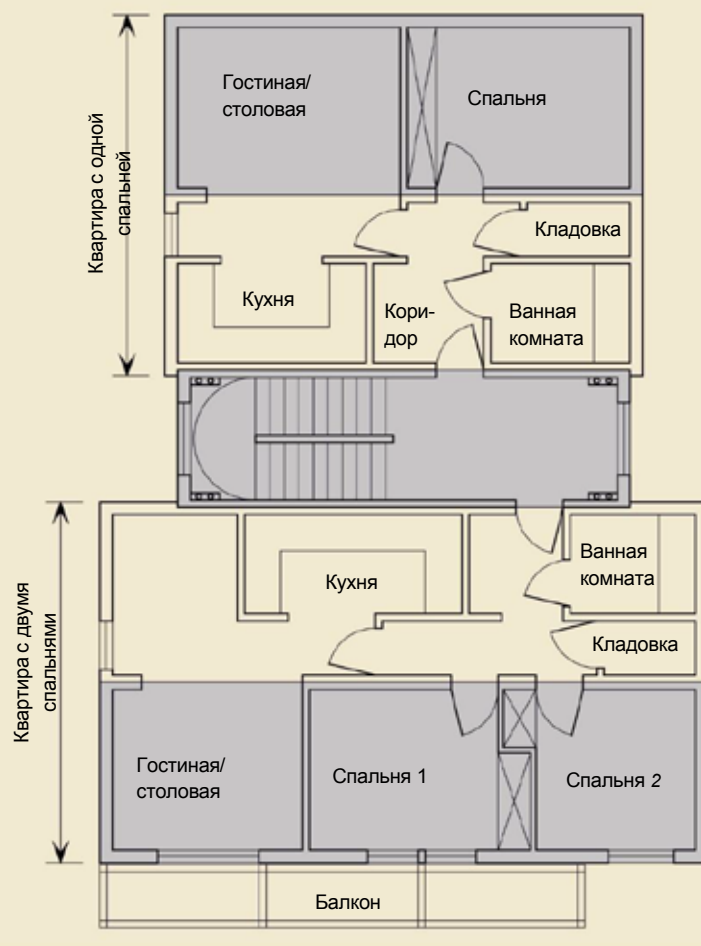 Гостиная/
столовая
Спальня
Квартира с одной
спальней
Кладовка
Кухня
Кори-
дор
Ванная
комната
Ванная
комната
Кухня
Кладовка
Квартира с двумя
спальнями
Гостиная/
столовая
Спальня 1
Спальня 2
Балкон